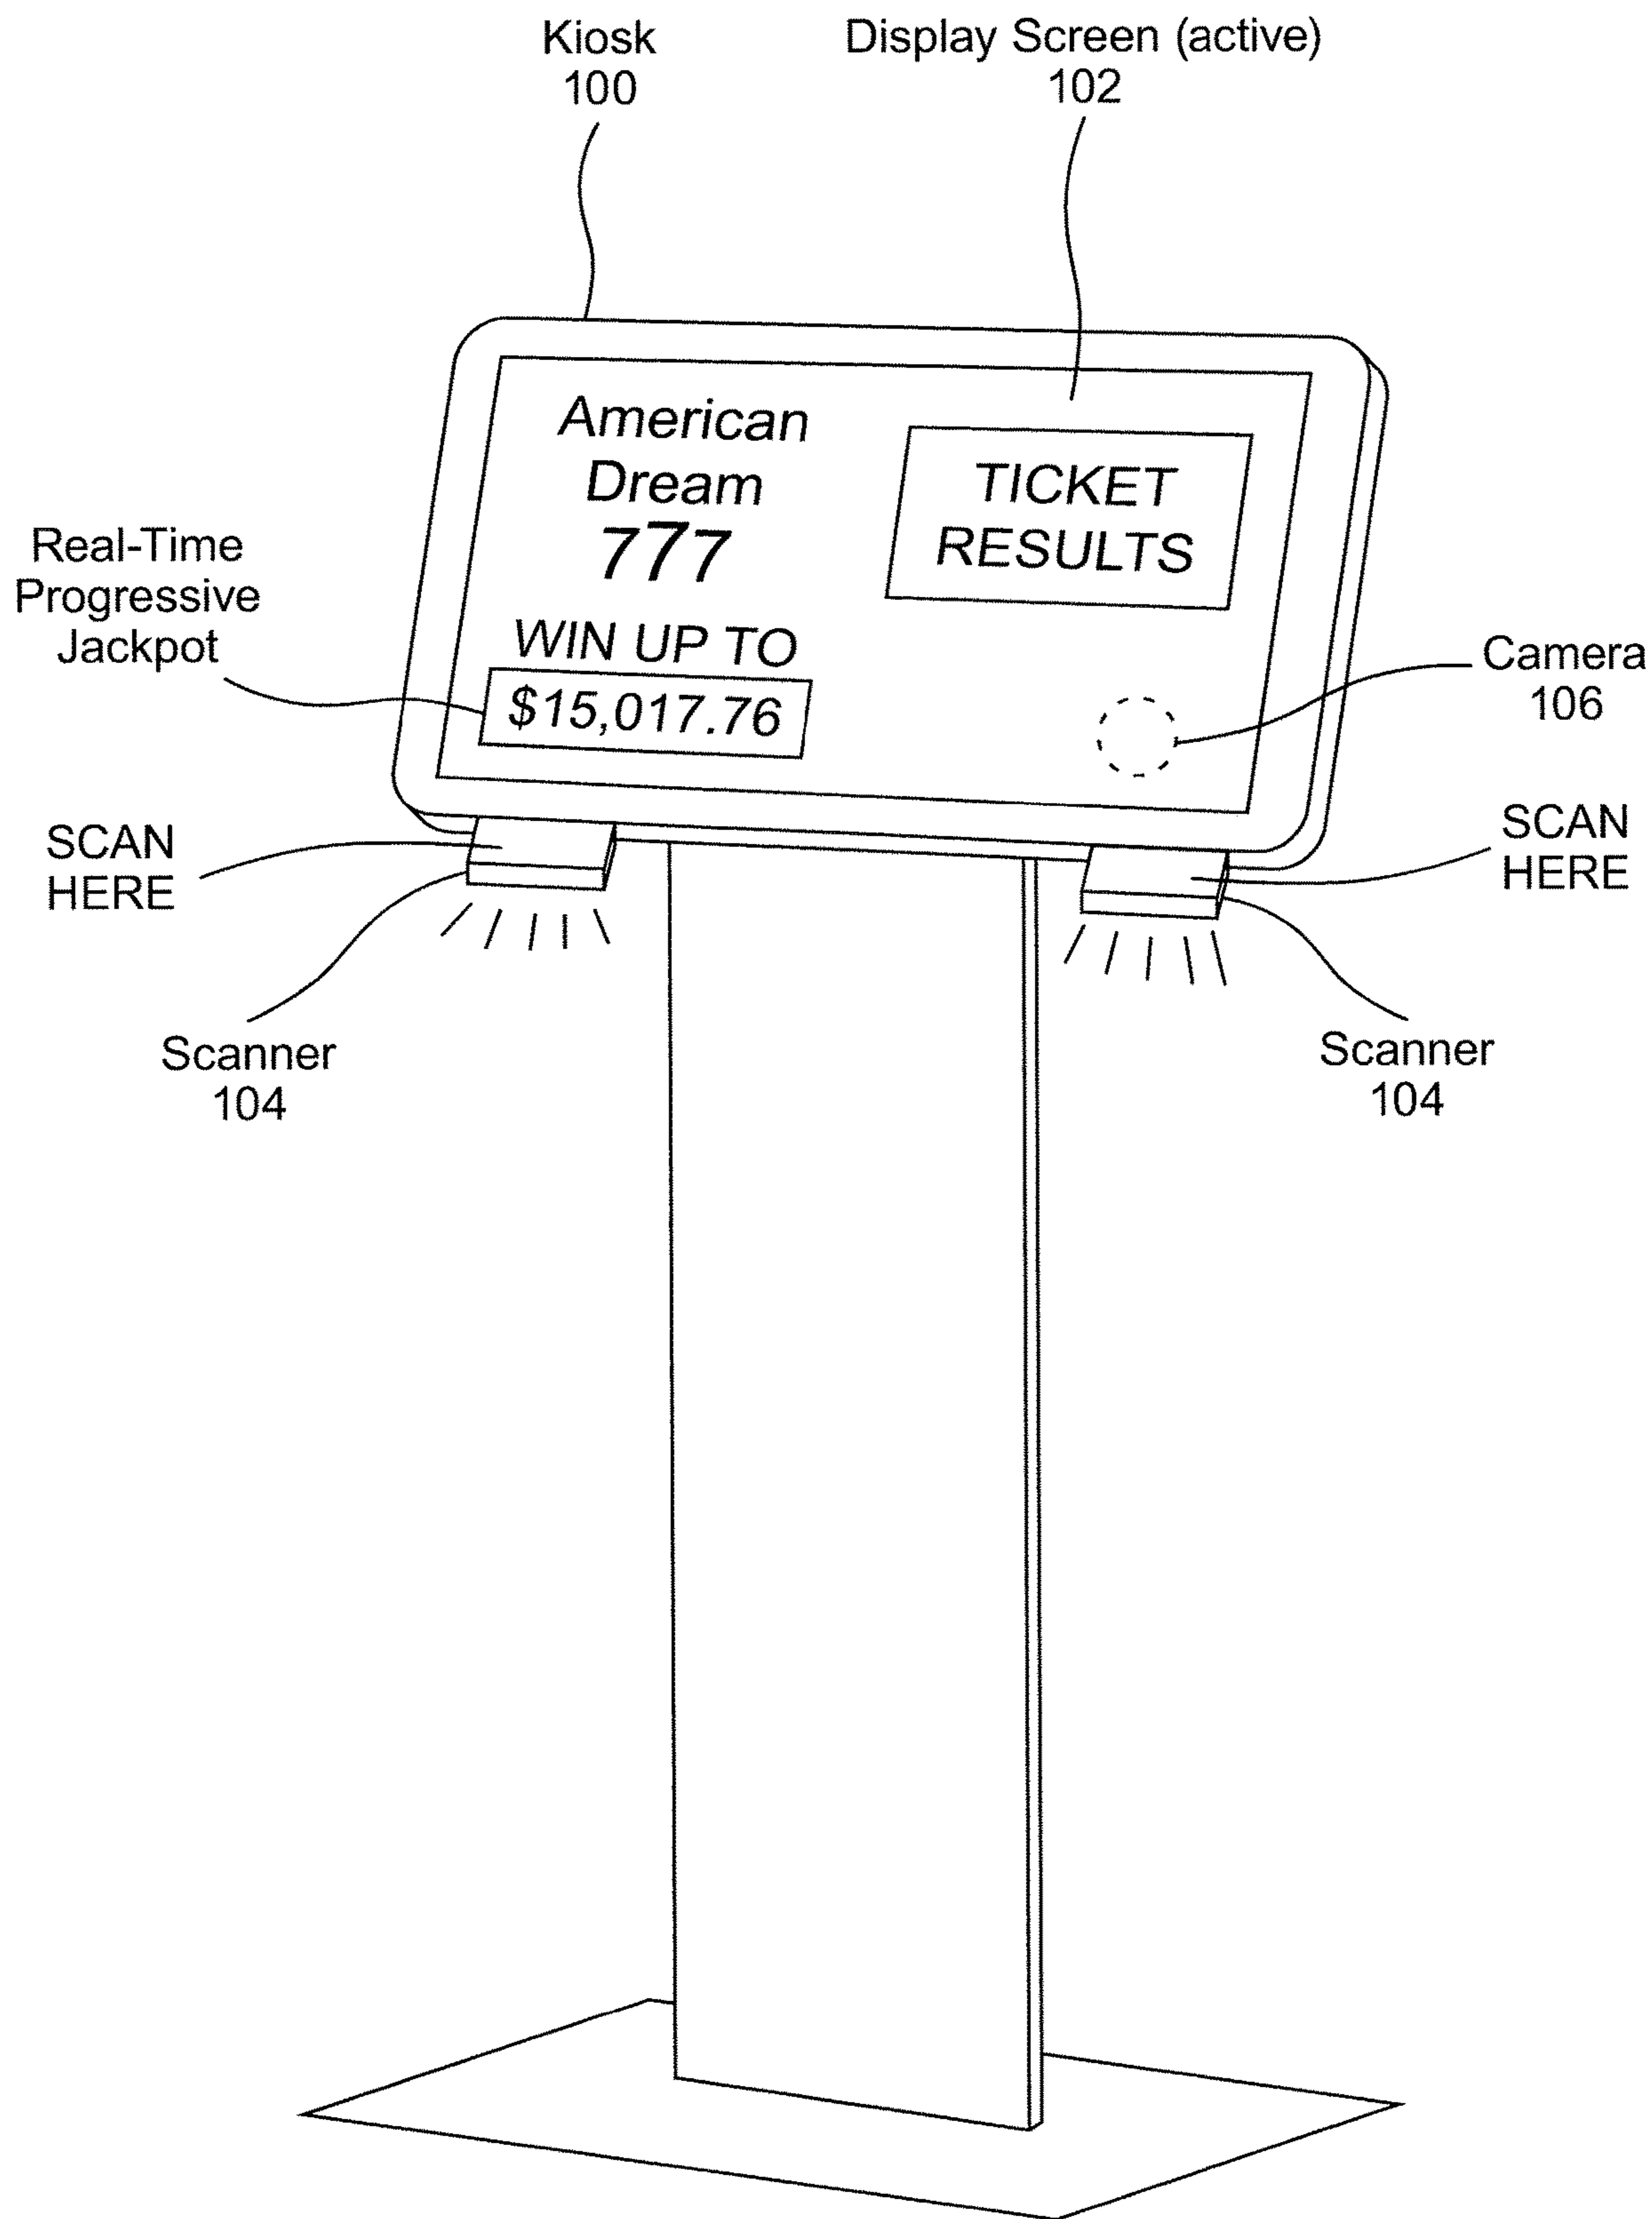 Kiosk
100
Display Screen (active)
102
American
Dream
777
TICKET
RESULTS
Real-Time
Progressive
Jackpot
WIN UP TO
$15,017.76
Camera
106
SCAN
HERE
SCAN
HERE
Scanner
104
Scanner
104